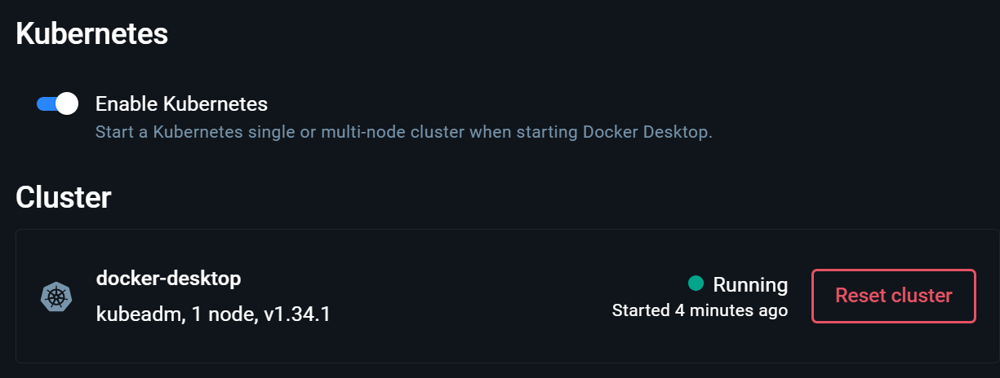 Kubernetes
Enable Kubernetes
Start a Kubernetes single or multi-node cluster when starting Docker Desktop.
Cluster
docker-desktop
kubeadm, 1 node, v1.34.1
Running
Started 4 minutes ago
Reset cluster